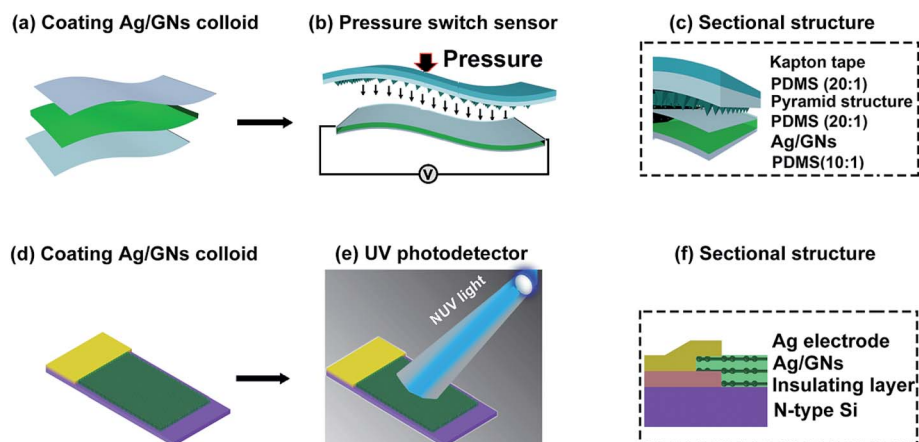 (a) Coating Ag/GNs colloid
(b) Pressure switch sensor
(c) Sectional structure
Pressure
V
Kapton tape
PDMS (20:1)
Pyramid structure
PDMS (20:1)
Ag/GNs
PDMS(10:1)
(d) Coating Ag/GNs colloid
(e) UV photodetector
(f) Sectional structure
NUV light
Ag electrode
Ag/GNs
Insulating layer
N-type Si